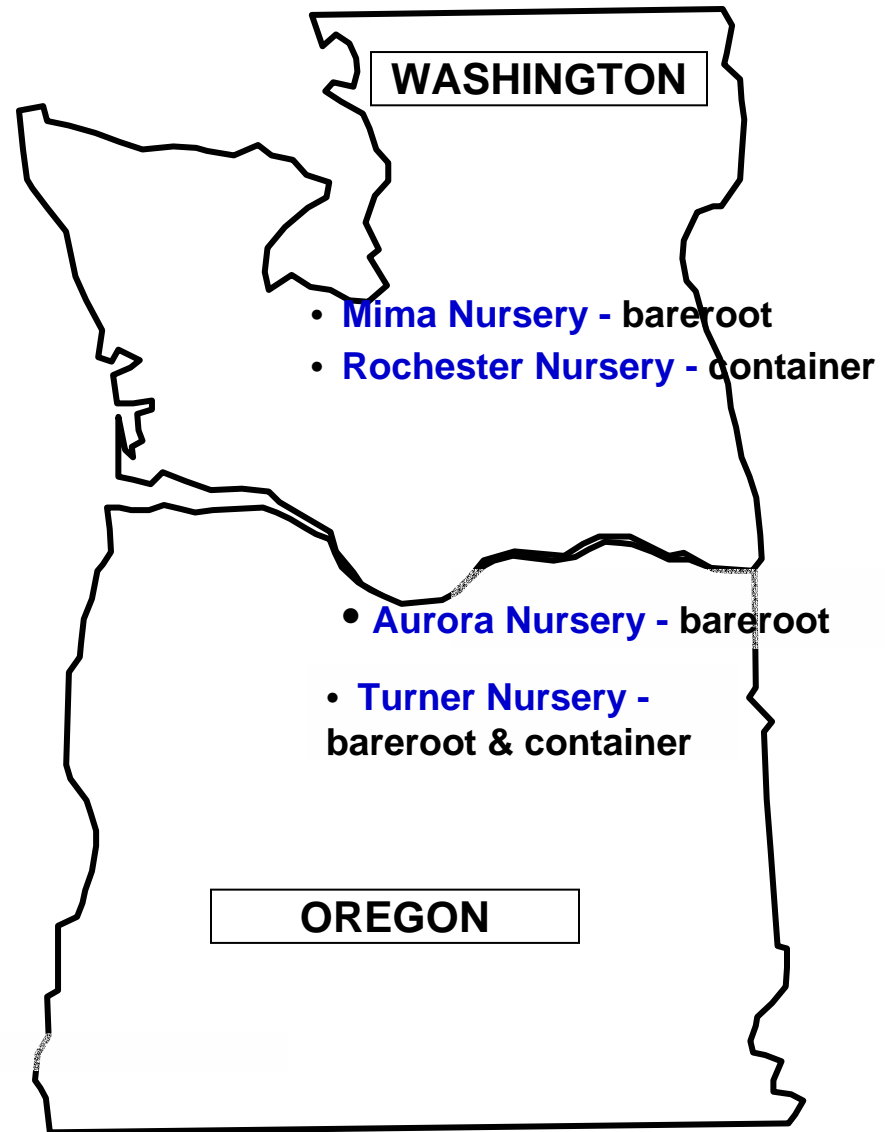 WASHINGTON
• Mima Nursery - bareroot
• Rochester Nursery - container
• Aurora Nursery - bareroot
• Turner Nursery -
bareroot & container
OREGON